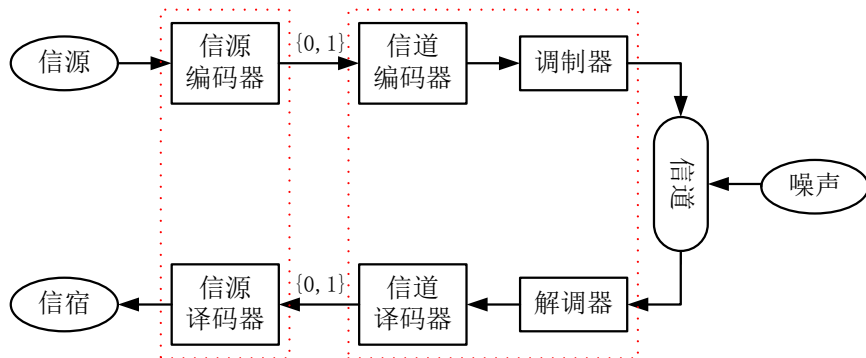 信源
信源
编码器
{0,1}
信道
编码器
调制器
信道
噪声
信宿
信源
译码器
{0,1}
信道
译码器
解调器